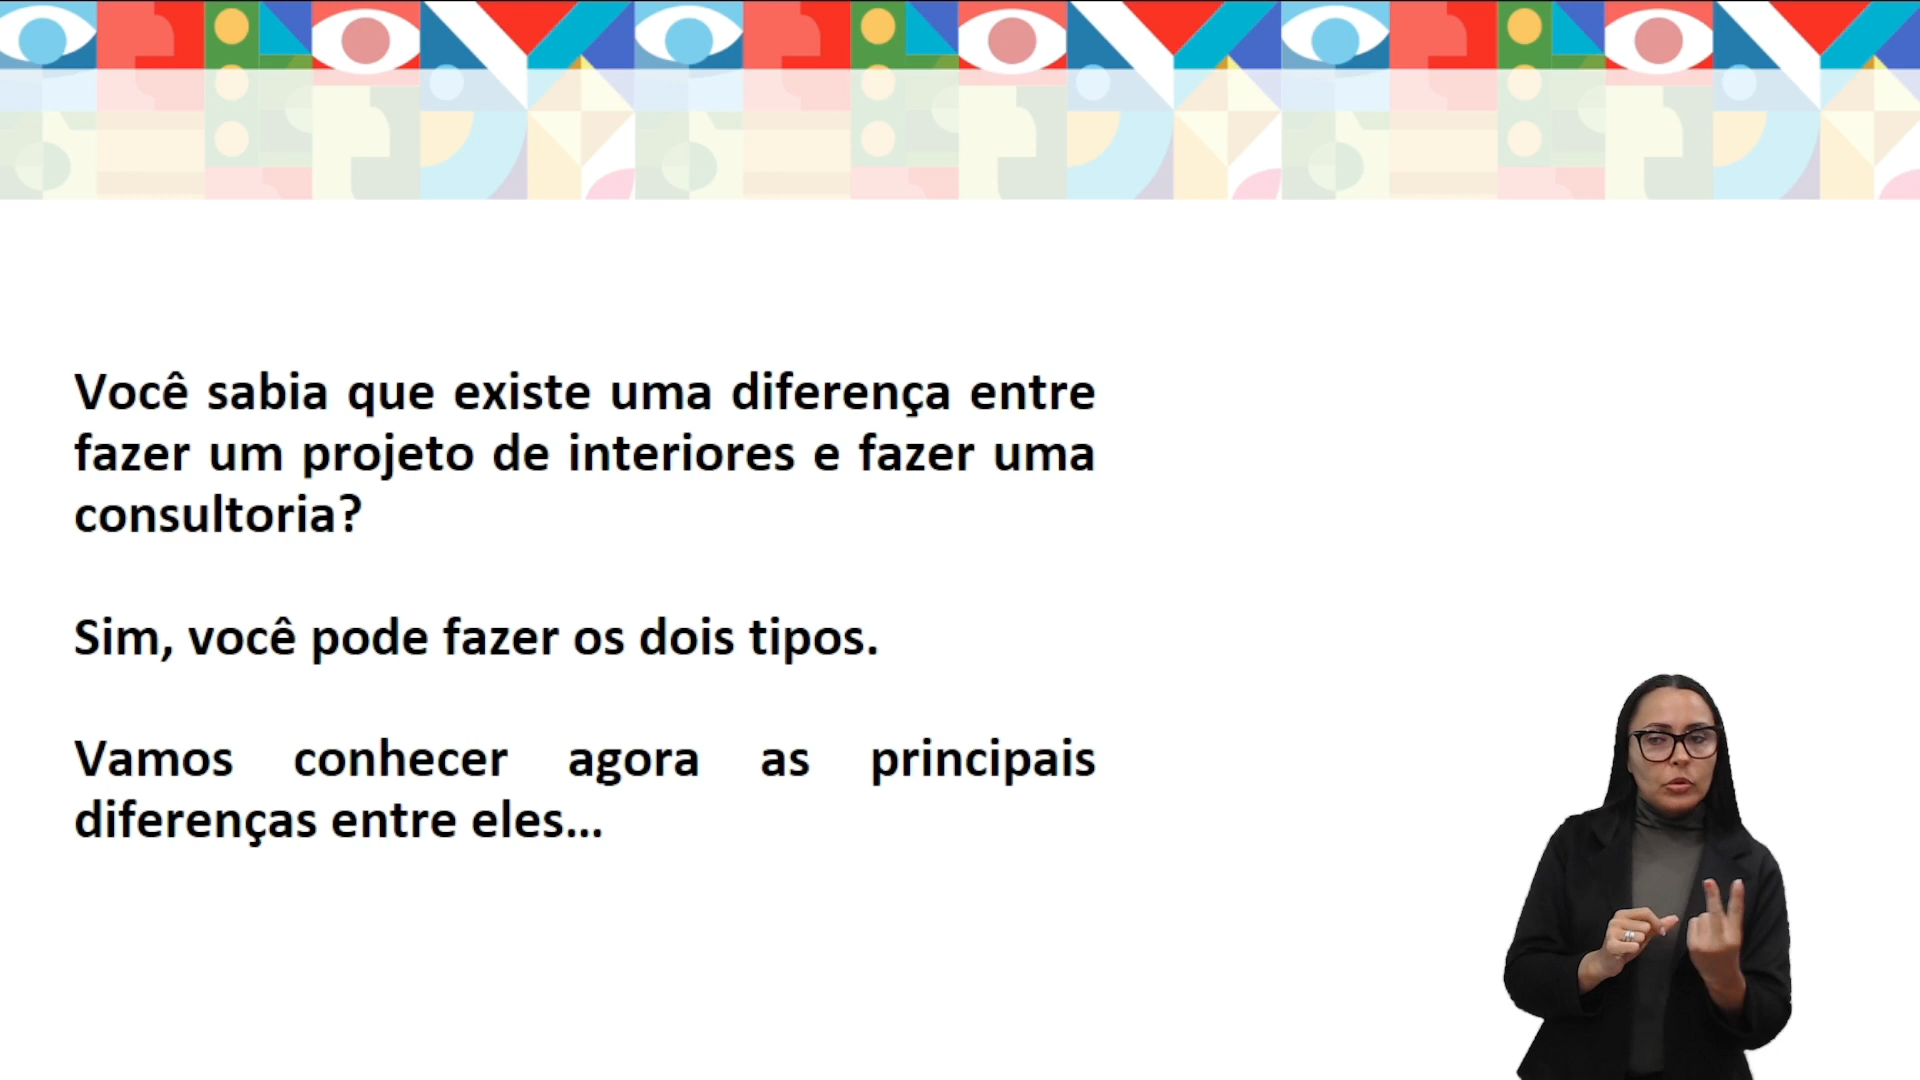 Você sabia que existe uma diferença entre
fazer um projeto de interiores e fazer uma
consultoria?
Sim, você pode fazer os dois tipos.
Vamos conhecer agora as principais
diferenças entre eles...